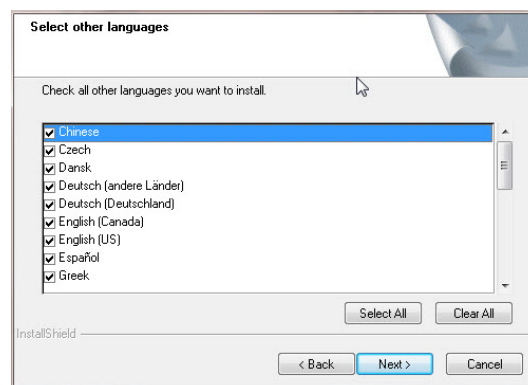 Select other languages
Check all other languages you want to install.
Chinese
Czech
Dansk
Deutsch (andere Länder)
Deutsch (Deutschland)
English (Canada)
English (US)
Español
Greek
Select All
Clear All
InstallShield
< Back
Next >
Cancel